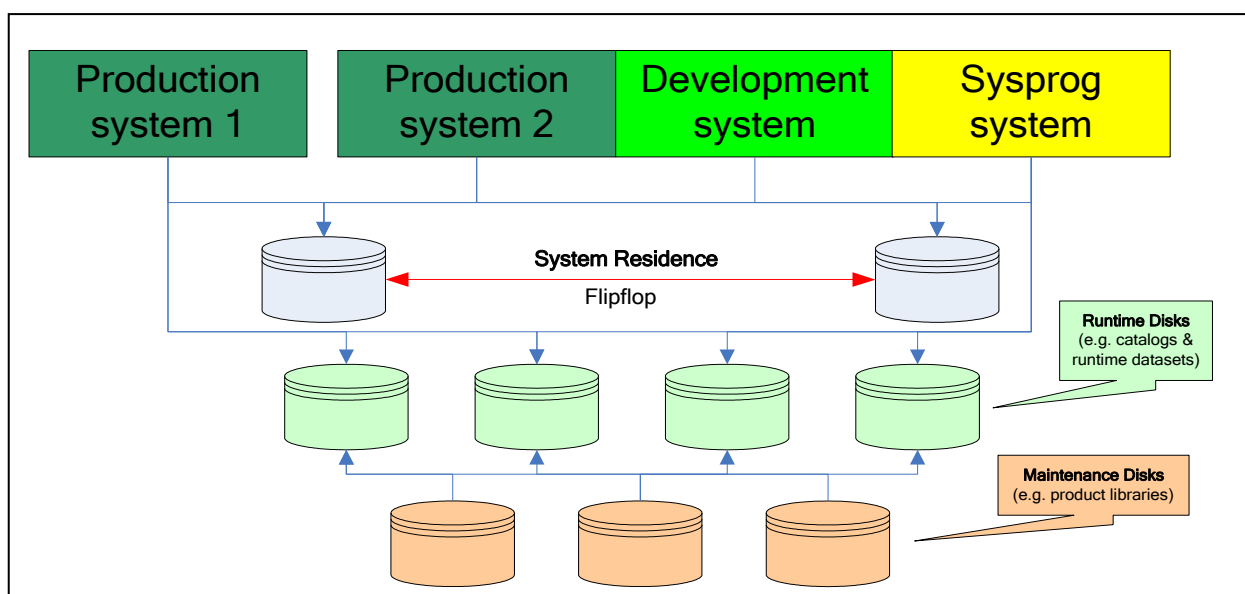 Production
system 1
Production
system 2
Development
system
Sysprog
system
System Residence
Flipflop
Runtime Disks
(e.g. catalogs &
runtime datasets)
Maintenance Disks
(e.g. product libraries)